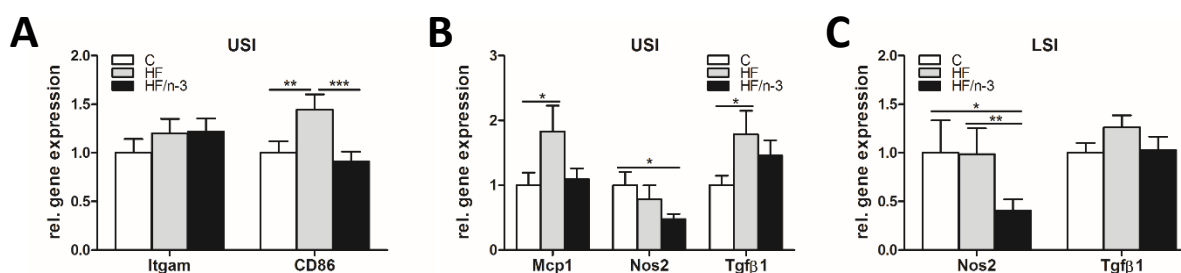 A
USI
C
HF
HF/n-3
rel. gene expression
2.0
1.5
1.0
0.5
0.0
** ***
Itgam CD86
B
USI
C
HF
HF/n-3
rel. gene expression
3
2
1
0
* * *
Mcp1 Nos2 Tgfβ1
C
LSI
C
HF
HF/n-3
rel. gene expression
2.0
1.5
1.0
0.5
0.0
*
**
Nos2 Tgfβ1